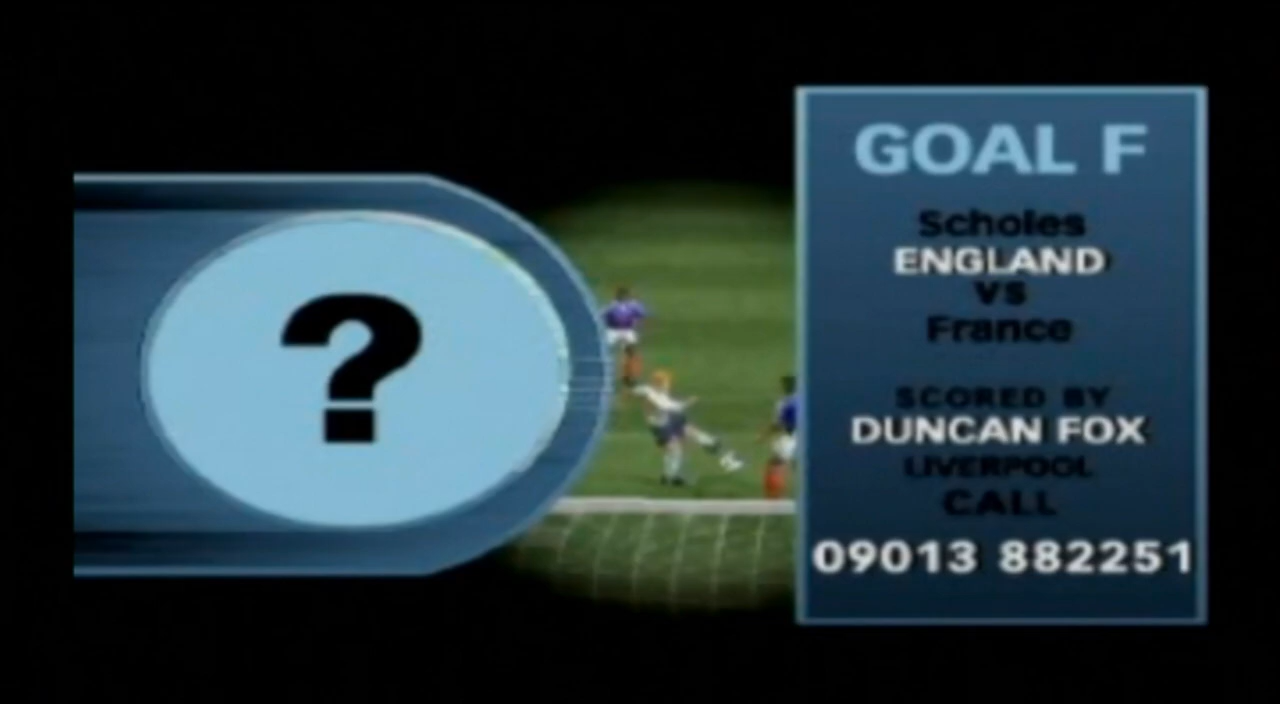 ?
GOAL F
Scholes
ENGLAND
VS
France
SCORED BY
DUNCAN FOX
LIVERPOOL
CALL
09013 882251